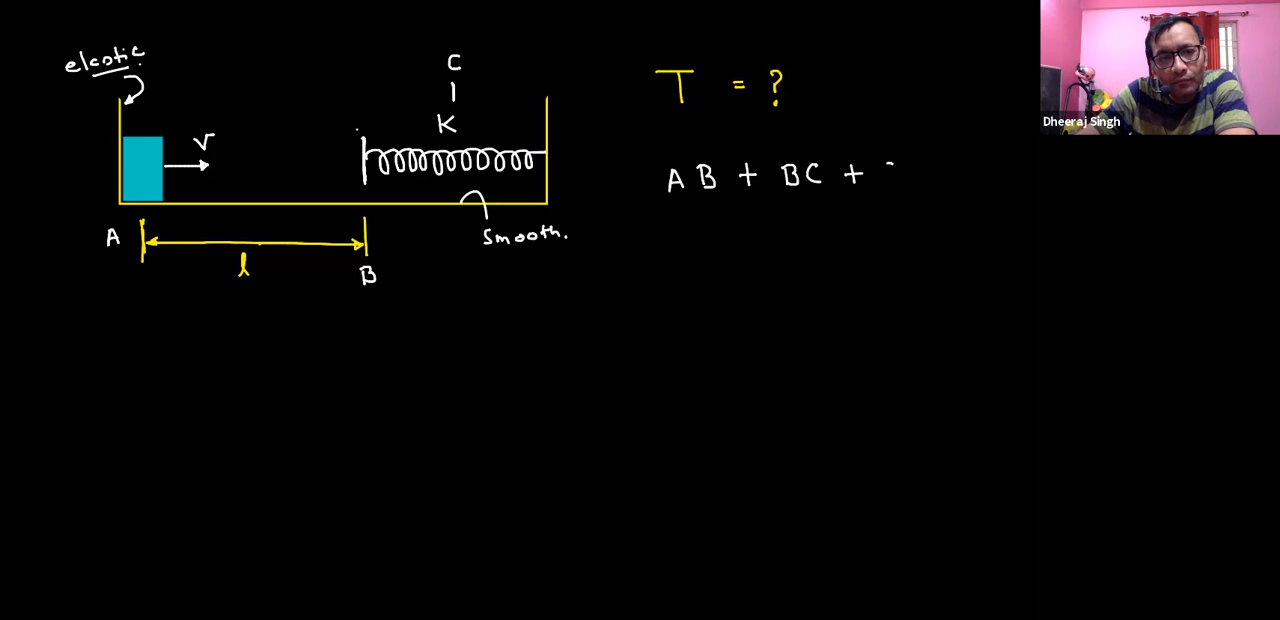 elastic
C
T = ?
K
v
Dheeraj Singh
AB + BC +
A
Smooth.
l
B